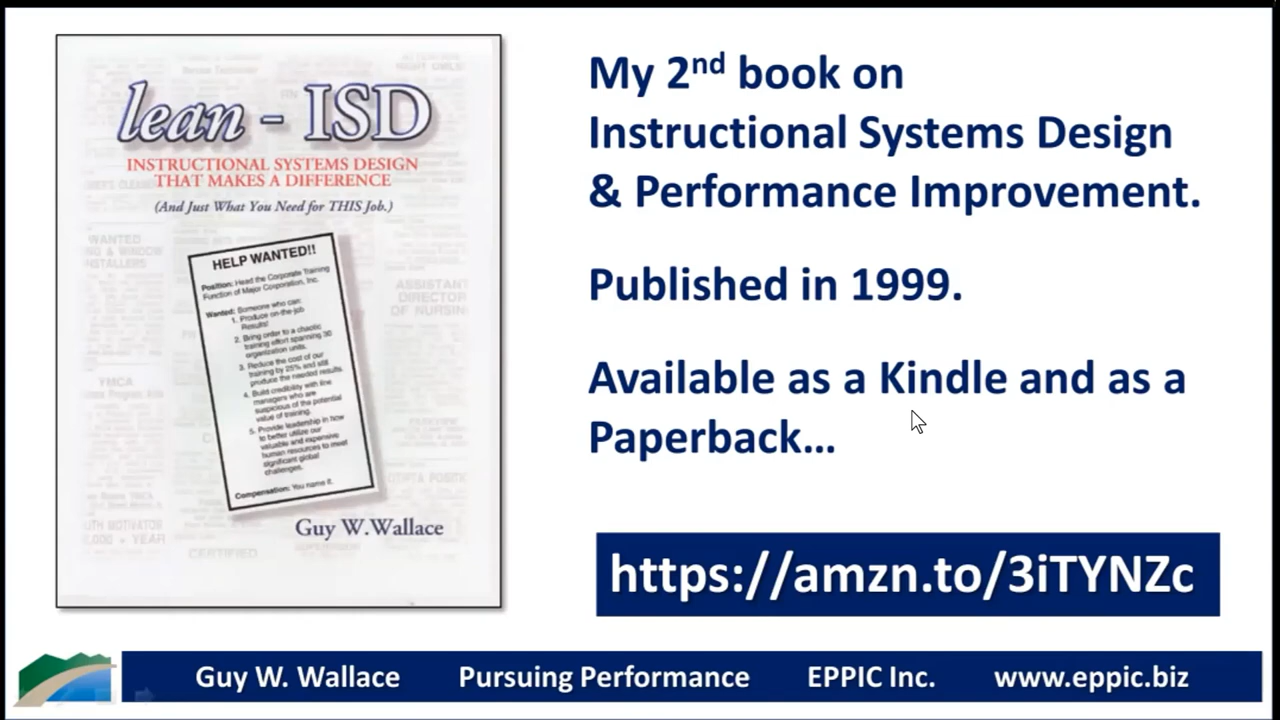 lean - ISD
INSTRUCTIONAL SYSTEMS DESIGN
THAT MAKES A DIFFERENCE
(And Just What You Need for THIS Job.)
HELP WANTED!!
Position: Head the Corporate Training
Function of Major Corporation, Inc.
Wanted: Someone who can:
1. Produce on-the-job
Results!
2. Bring order to a chaotic
training effort spanning 30
organization units.
3. Reduce the cost of our
training by 25% and still
produce the needed results.
4. Build credibility with line
managers who are
suspicious of the potential
value of training.
5. Provide leadership in how
to better utilize our
valuable and expensive
human resources to meet
significant global
challenges.
Compensation: You name it.
Guy W. Wallace
WANTED
ASSISTANT
DIRECTOR
OF NURSIN
YMCA
CERTIFIED
My 2nd book on
Instructional Systems Design
& Performance Improvement.
Published in 1999.
Available as a Kindle and as a
Paperback...
https://amzn.to/3iTYNZc
Guy W. Wallace Pursuing Performance EPPIC Inc. www.eppic.biz